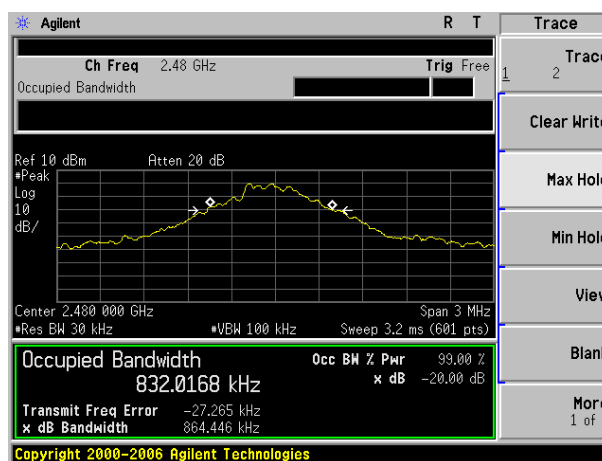 Agilent R T Trace
Ch Freq 2.48 GHz Trig Free
Occupied Bandwidth
Trace
1 2
Clear Write
Max Hold
Min Hold
View
Blank
More
1 of
Ref 10 dBm Atten 20 dB
#Peak
Log
10
dB/
Center 2.480 000 GHz Span 3 MHz
#Res BW 30 kHz #VBW 100 kHz Sweep 3.2 ms (601 pts)
Occupied Bandwidth Occ BW % Pwr 99.00 %
832.0168 kHz x dB -20.00 dB
Transmit Freq Error -27.265 kHz
x dB Bandwidth 864.446 kHz
Copyright 2000-2006 Agilent Technologies